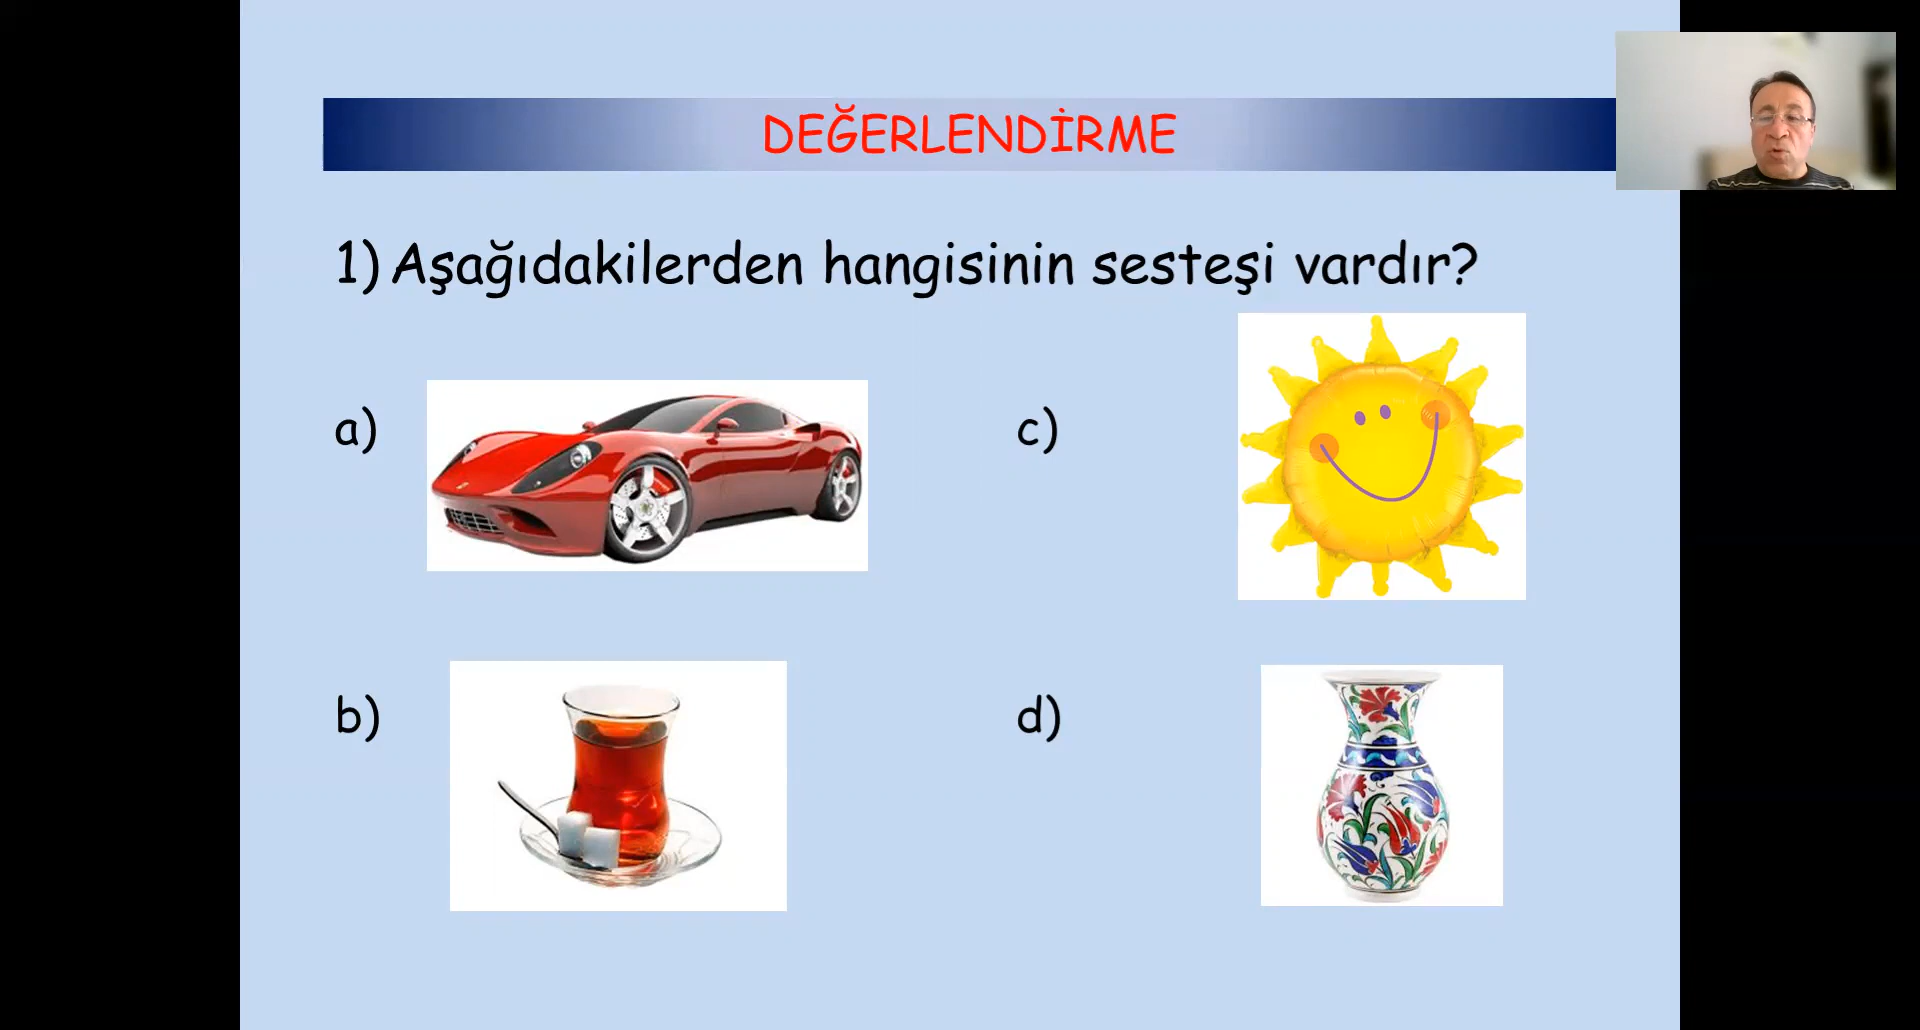 DEĞERLENDİRME
1) Aşağıdakilerden hangisinin sesteşi vardır?
a)
c)
b)
d)